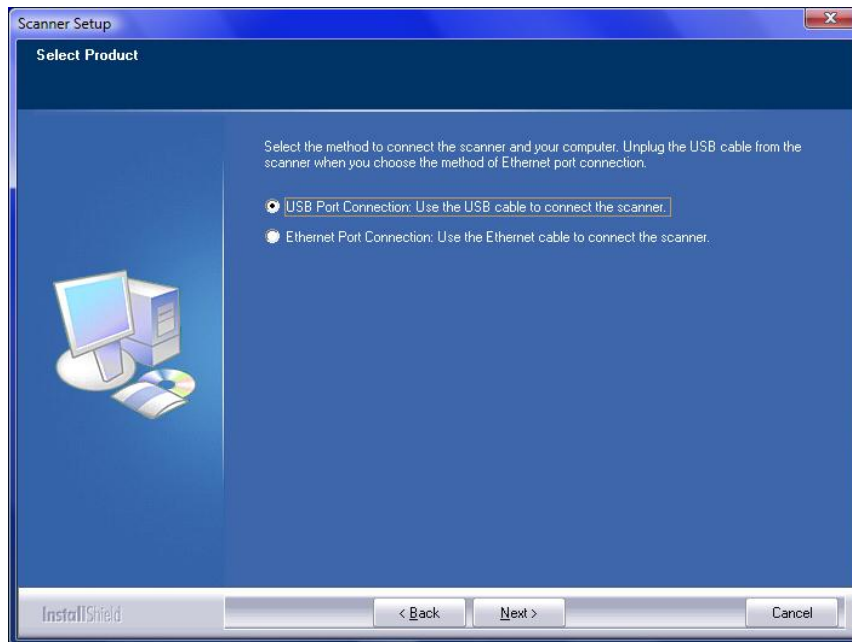 Scanner Setup
Select Product
Select the method to connect the scanner and your computer. Unplug the USB cable from the
scanner when you choose the method of Ethernet port connection.
USB Port Connection: Use the USB cable to connect the scanner.
Ethernet Port Connection: Use the Ethernet cable to connect the scanner.
InstallShield
< Back
Next >
Cancel